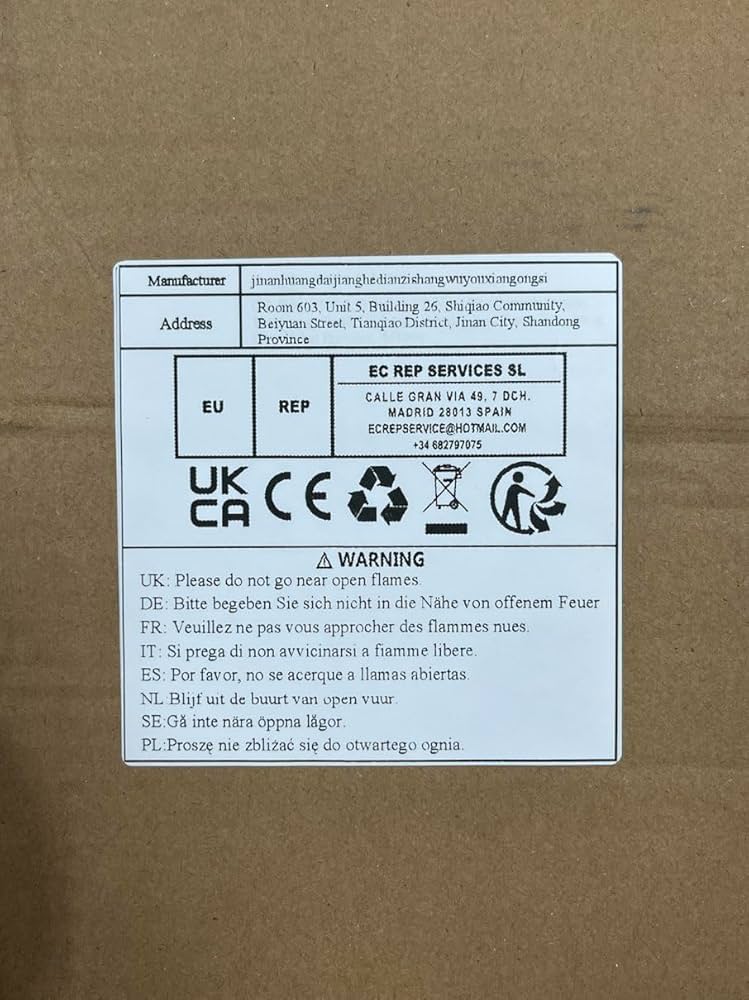 Manufacturer jinanhuangdaijianghedianzishangwuyouxiangongsi
Address
Room 603, Unit 5, Building 26, Shiqiao Community,
Beiyuan Street, Tianqiao District, Jinan City, Shandong
Province
EU REP
EC REP SERVICES SL
CALLE GRAN VIA 49, 7 DCH.
MADRID 28013 SPAIN
ECREPSERVICE@HOTMAIL.COM
+34 682797075
UK
CA
CE
WARNING
UK: Please do not go near open flames.
DE: Bitte begeben Sie sich nicht in die Nähe von offenem Feuer
FR: Veuillez ne pas vous approcher des flammes nues.
IT: Si prega di non avvicinarsi a fiamme libere.
ES: Por favor, no se acerque a llamas abiertas.
NL Blijf uit de buurt van open vuur.
SE:Gå inte nära öppna lågor.
PL:Proszę nie zbliżać się do otwartego ognia.